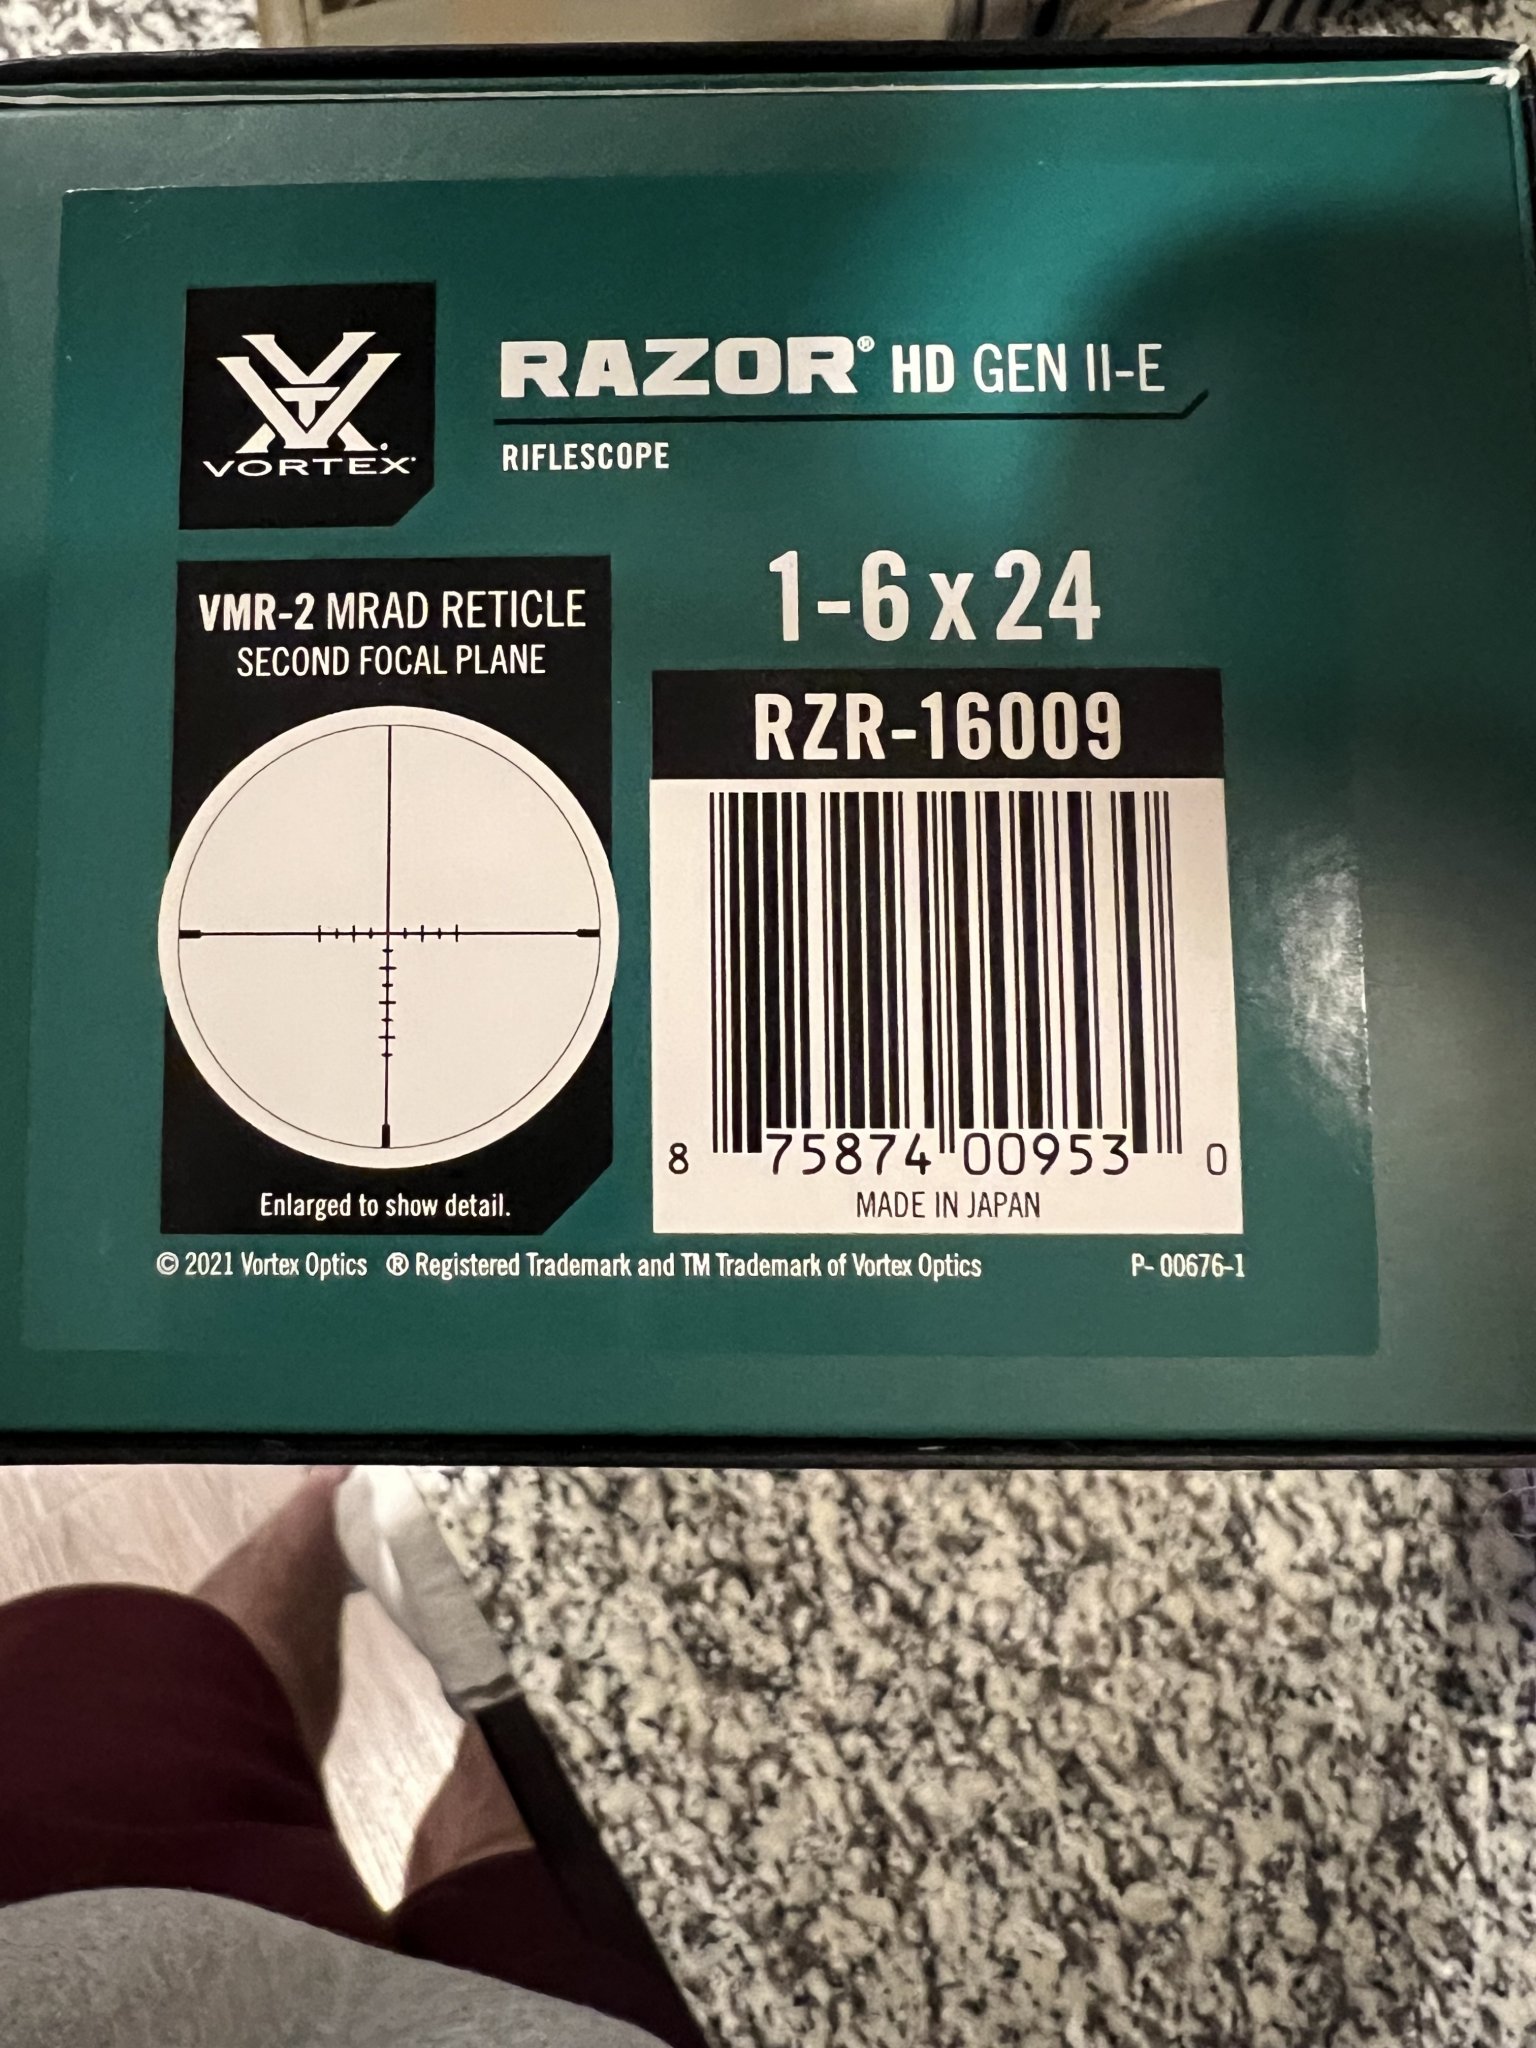 VORTEX®
RAZOR® HD GEN II-E
RIFLESCOPE
VMR-2 MRAD RETICLE
SECOND FOCAL PLANE
Enlarged to show detail.
1-6x24
RZR-16009
8 75874 00953 0
MADE IN JAPAN
© 2021 Vortex Optics ® Registered Trademark and TM Trademark of Vortex Optics
P- 00676-1